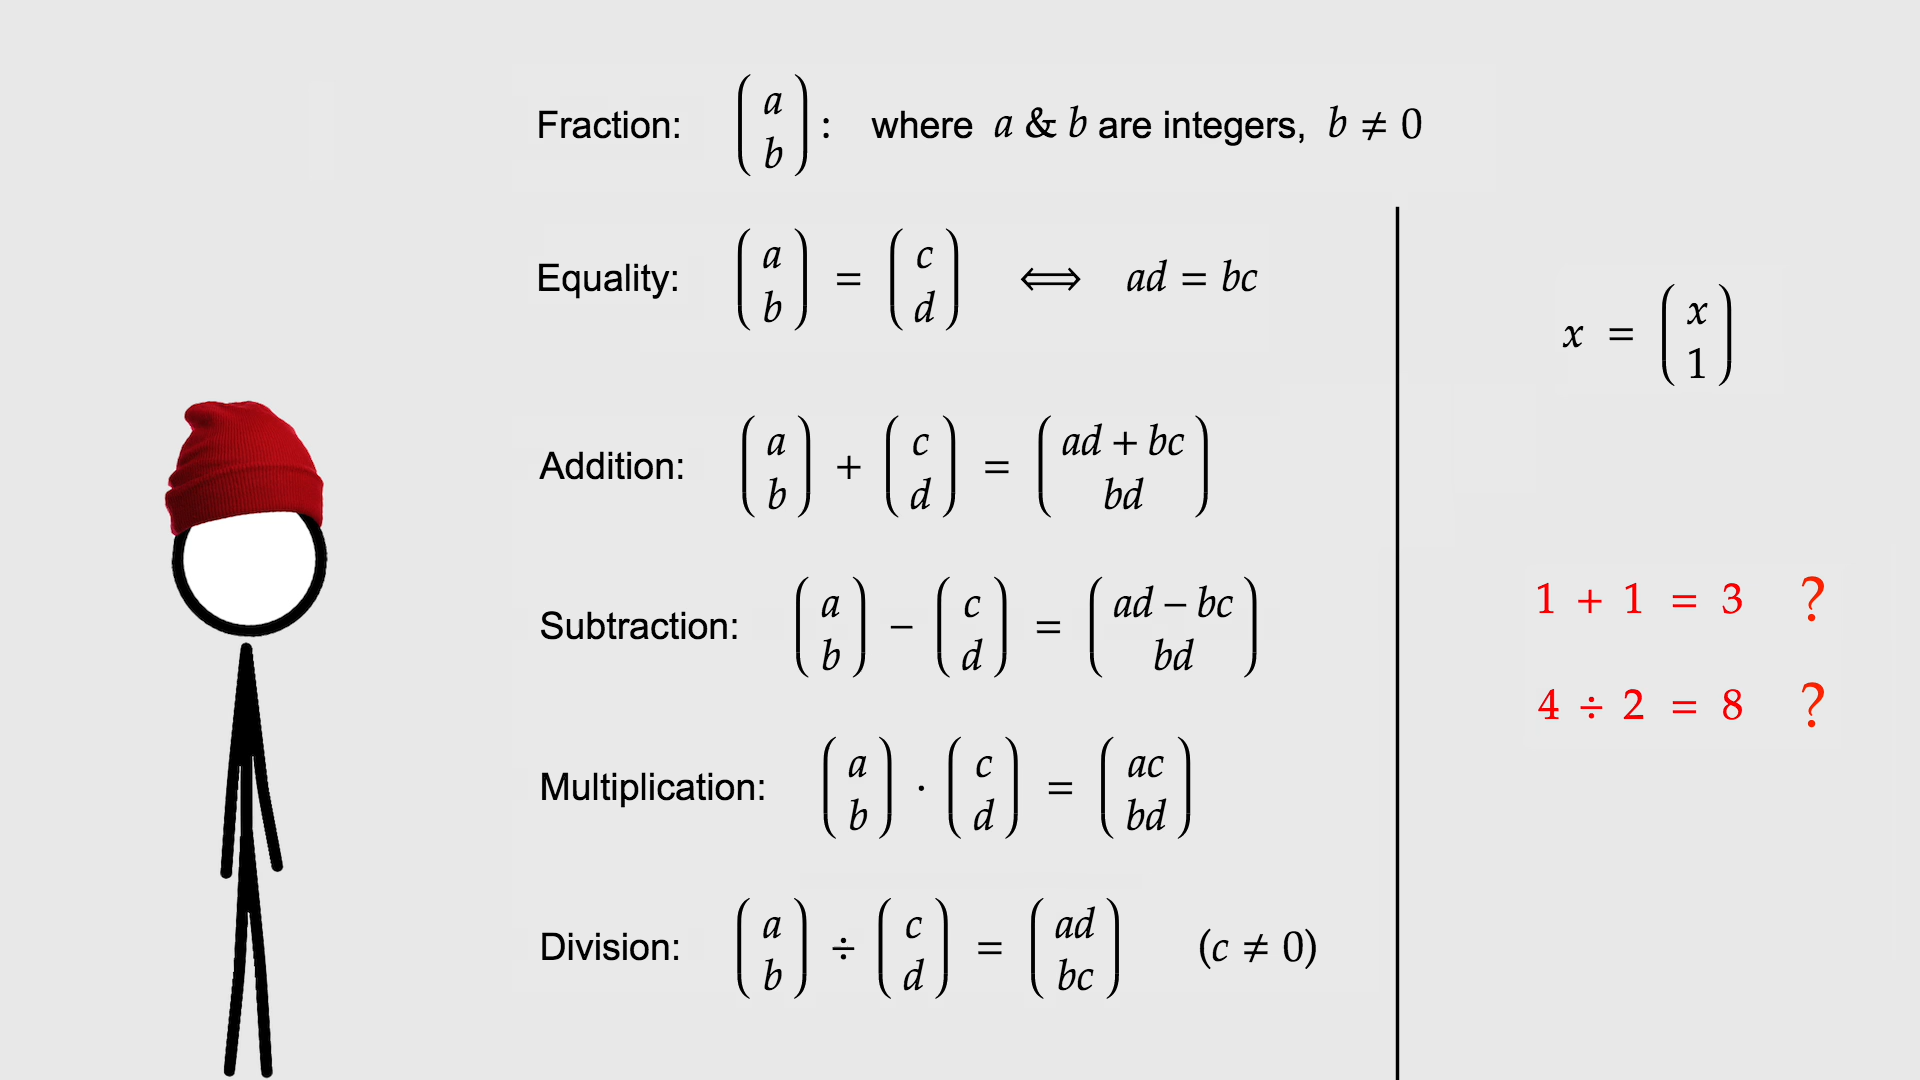 Fraction: (a b) : where a & b are integers, b ≠ 0
Equality: (a b) = (c d) ⟺ ad = bc
x = (x 1)
Addition: (a b) + (c d) = (ad + bc bd)
Subtraction: (a b) − (c d) = (ad − bc bd)
1 + 1 = 3 ?
4 ÷ 2 = 8 ?
Multiplication: (a b) · (c d) = (ac bd)
Division: (a b) ÷ (c d) = (ad bc) (c ≠ 0)